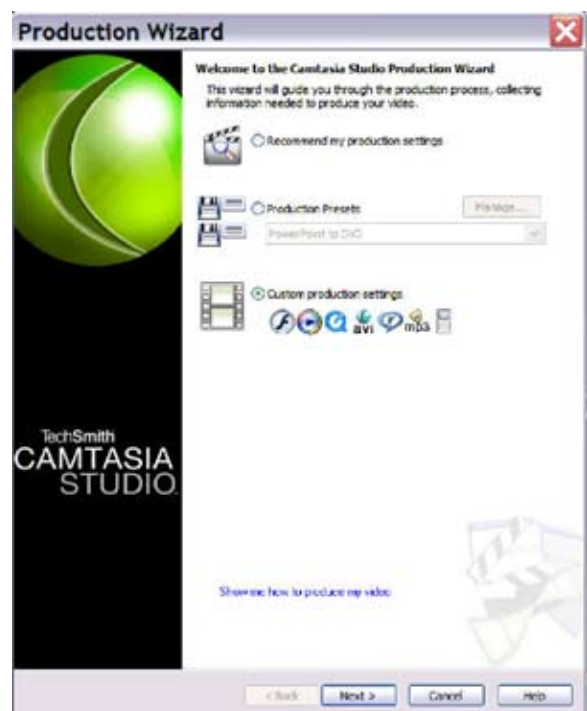 Production Wizard
Welcome to the Camtasia Studio Production Wizard
This wizard will guide you through the production process, collecting
information needed to produce your video.
Recommend my production settings
Production Presets
Manage...
PowerPoint to DVD
Custom production settings
avi
mp3
TechSmith
CAMTASIA
STUDIO
Show me how to produce my video
< Back Next > Cancel Help